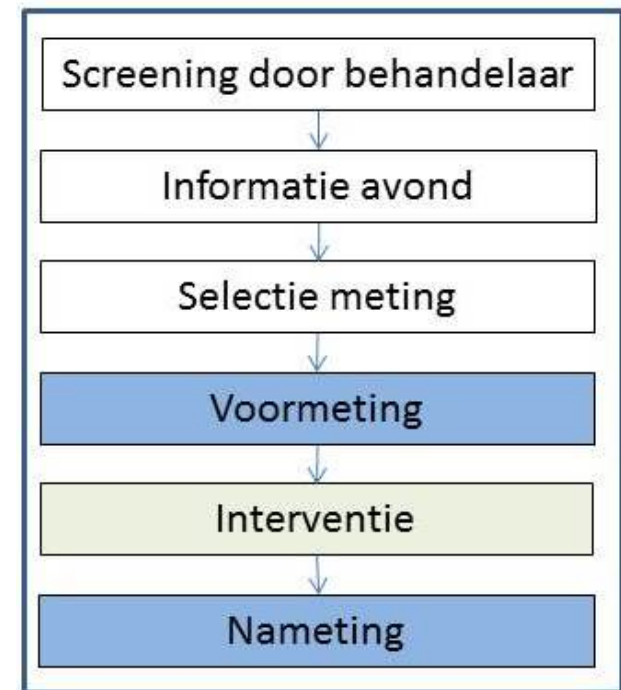 Screening door behandelaar
Informatie avond
Selectie meting
Voormeting
Interventie
Nameting